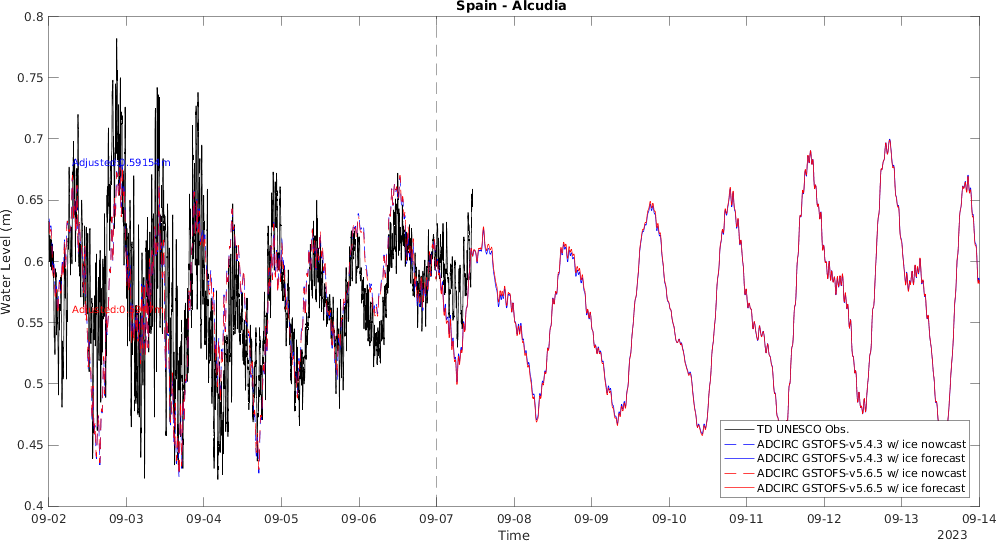 Spain - Alcudia
Water Level (m)
0.8
0.75
0.7
0.65
0.6
0.55
0.5
0.45
0.4
Adjusted:0.5915 m
Adjusted:0
TD UNESCO Obs.
ADCIRC GSTOFS-v5.4.3 w/ ice nowcast
ADCIRC GSTOFS-v5.4.3 w/ ice forecast
ADCIRC GSTOFS-v5.6.5 w/ ice nowcast
ADCIRC GSTOFS-v5.6.5 w/ ice forecast
09-02 09-03 09-04 09-05 09-06 09-07 09-08 09-09 09-10 09-11 09-12 09-13 09-14
Time
2023